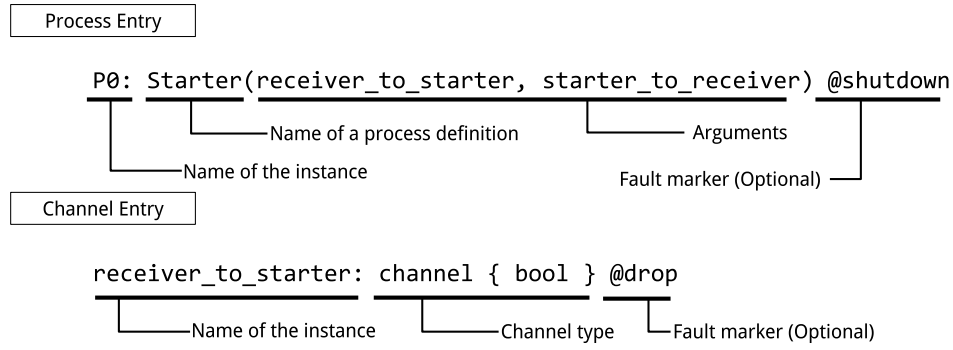 Process Entry
P0: Starter(receiver_to_starter, starter_to_receiver) @shutdown
Name of a process definition
Arguments
Name of the instance
Fault marker (Optional)
Channel Entry
receiver_to_starter: channel { bool } @drop
Name of the instance
Channel type
Fault marker (Optional)